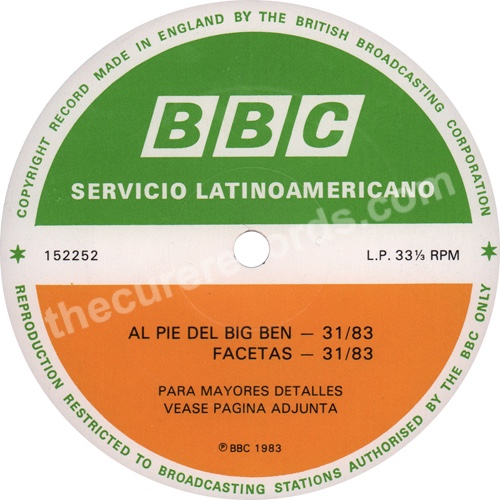 COPYRIGHT RECORD MADE IN ENGLAND BY THE BRITISH BROADCASTING CORPORATION
BBC
SERVICIO LATINOAMERICANO
152252
L.P. 33⅓ RPM
AL PIE DEL BIG BEN — 31/83
FACETAS — 31/83
PARA MAYORES DETALLES
VEASE PAGINA ADJUNTA
℗ BBC 1983
REPRODUCTION RESTRICTED TO BROADCASTING STATIONS AUTHORISED BY THE BBC ONLY
thecurerecords.com